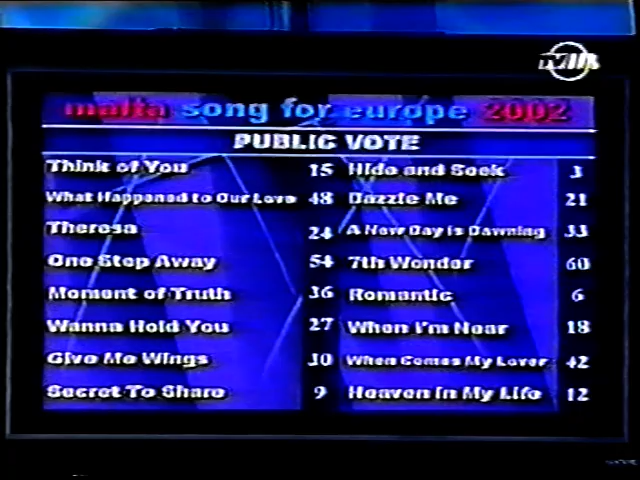 malta song for europe 2002
PUBLIC VOTE
Think of You 15 Hide and Seek 3
What Happened to Our Love 48 Dazzle Me 21
Theresa 24 A New Day is Dawning 33
One Step Away 54 7th Wonder 60
Moment of Truth 36 Romantic 6
Wanna Hold You 27 When I'm Near 18
Give Me Wings 30 When Comes My Lover 42
Secret To Share 9 Heaven in My Life 12